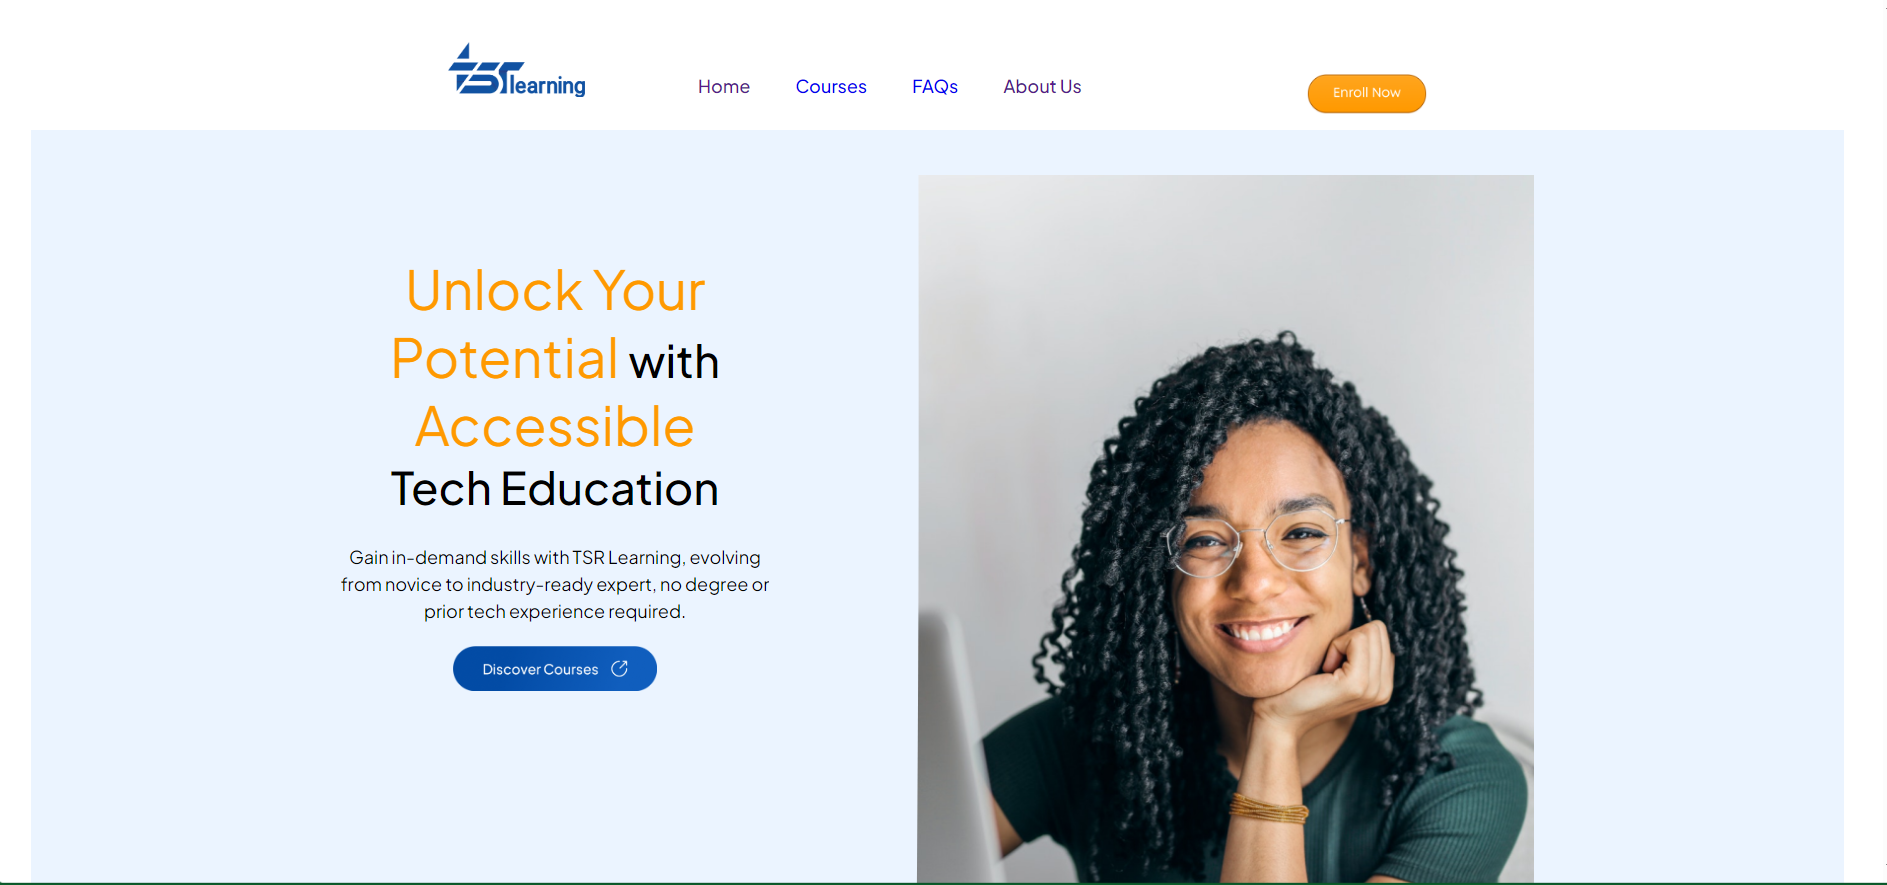 TSR learning
Home
Courses
FAQs
About Us
Enroll Now
Unlock Your
Potential with
Accessible
Tech Education
Gain in-demand skills with TSR Learning, evolving
from novice to industry-ready expert, no degree or
prior tech experience required.
Discover Courses